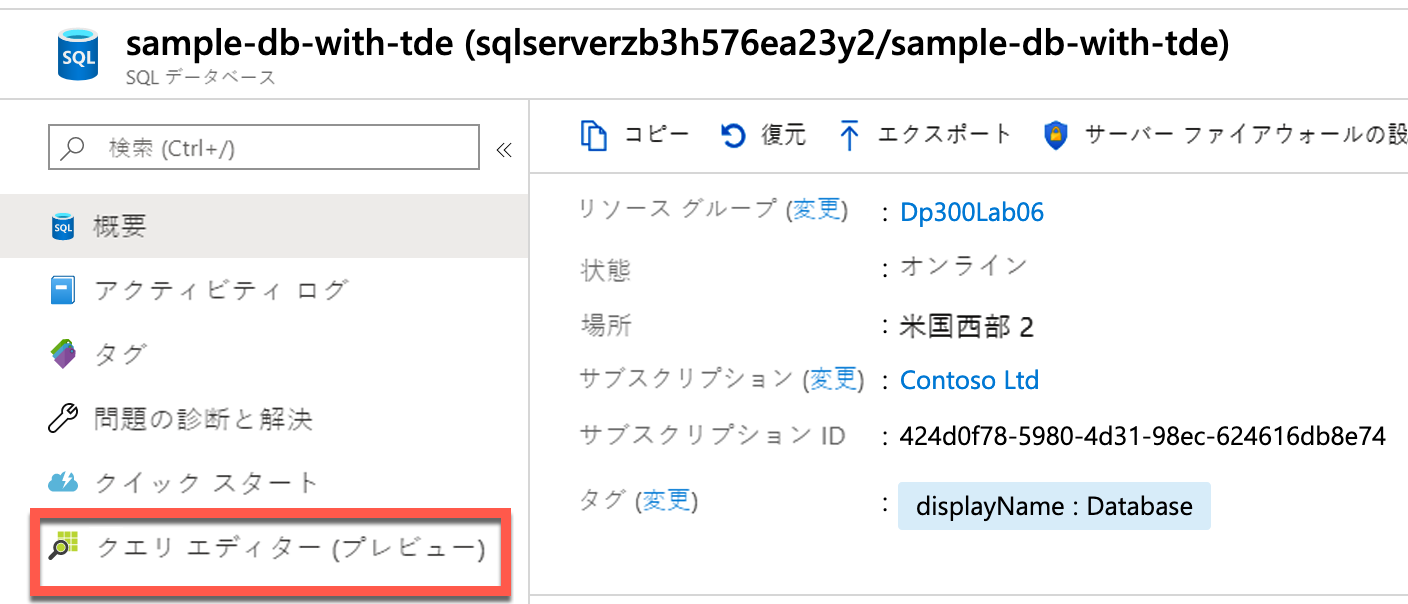 sample-db-with-tde (sqlserverzb3h576ea23y2/sample-db-with-tde)
SQL
SQL データベース
検索 (Ctrl+/)
«
コピー 復元 エクスポート サーバー ファイアウォールの設
SQL 概要
アクティビティ ログ
タグ
問題の診断と解決
クイック スタート
クエリ エディター (プレビュー)
リソース グループ (変更) : Dp300Lab06
状態 : オンライン
場所 : 米国西部 2
サブスクリプション (変更) : Contoso Ltd
サブスクリプション ID : 424d0f78-5980-4d31-98ec-624616db8e74
タグ (変更) : displayName : Database